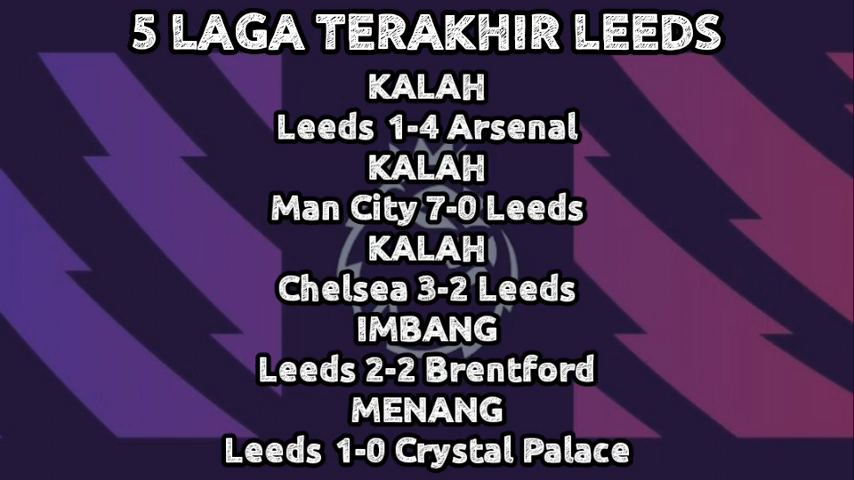 5 LAGA TERAKHIR LEEDS
KALAH
Leeds 1-4 Arsenal
KALAH
Man City 7-0 Leeds
KALAH
Chelsea 3-2 Leeds
IMBANG
Leeds 2-2 Brentford
MENANG
Leeds 1-0 Crystal Palace